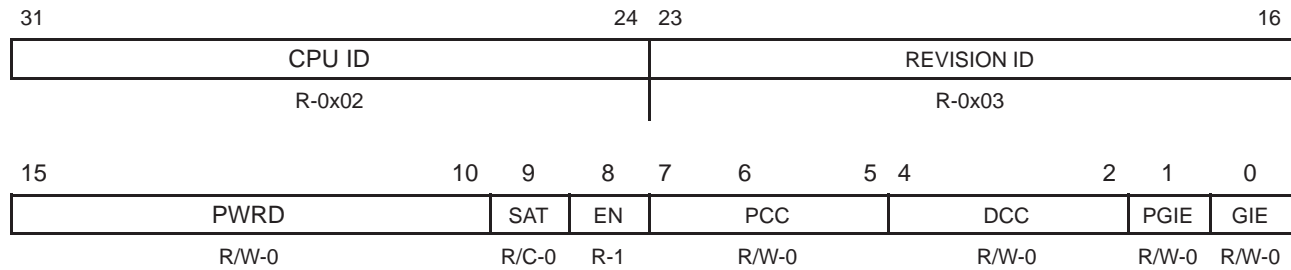 31 24 23 16
CPU ID REVISION ID
R-0x02 R-0x03
15 10 9 8 7 6 5 4 2 1 0
PWRD SAT EN PCC DCC PGIE GIE
R/W-0 R/C-0 R-1 R/W-0 R/W-0 R/W-0 R/W-0